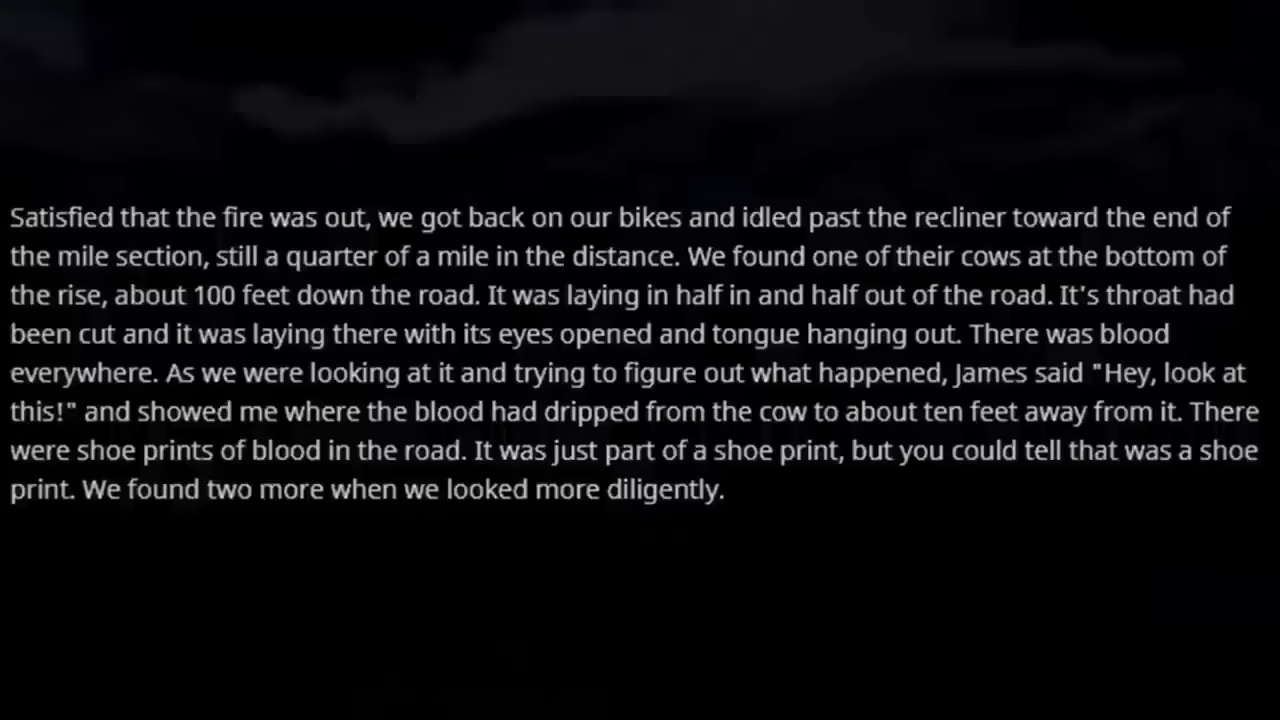 Satisfied that the fire was out, we got back on our bikes and idled past the recliner toward the end of
the mile section, still a quarter of a mile in the distance. We found one of their cows at the bottom of
the rise, about 100 feet down the road. It was laying in half in and half out of the road. It's throat had
been cut and it was laying there with its eyes opened and tongue hanging out. There was blood
everywhere. As we were looking at it and trying to figure out what happened, James said "Hey, look at
this!" and showed me where the blood had dripped from the cow to about ten feet away from it. There
were shoe prints of blood in the road. It was just part of a shoe print, but you could tell that was a shoe
print. We found two more when we looked more diligently.